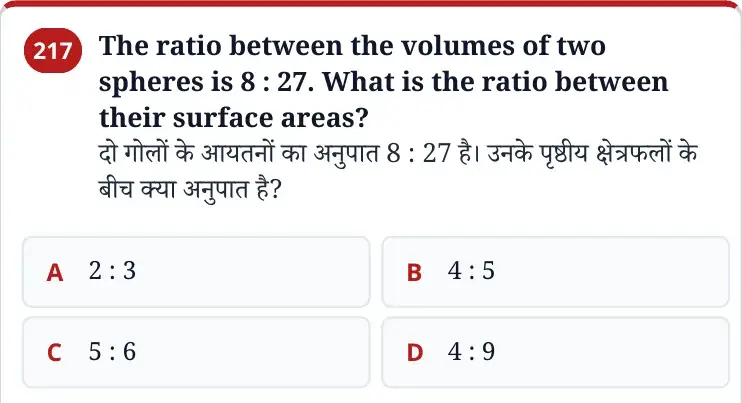 217 The ratio between the volumes of two
spheres is 8 : 27. What is the ratio between
their surface areas?
दो गोलों के आयतनों का अनुपात 8 : 27 है। उनके पृष्ठीय क्षेत्रफलों के
बीच क्या अनुपात है?
A 2 : 3
B 4 : 5
C 5 : 6
D 4 : 9